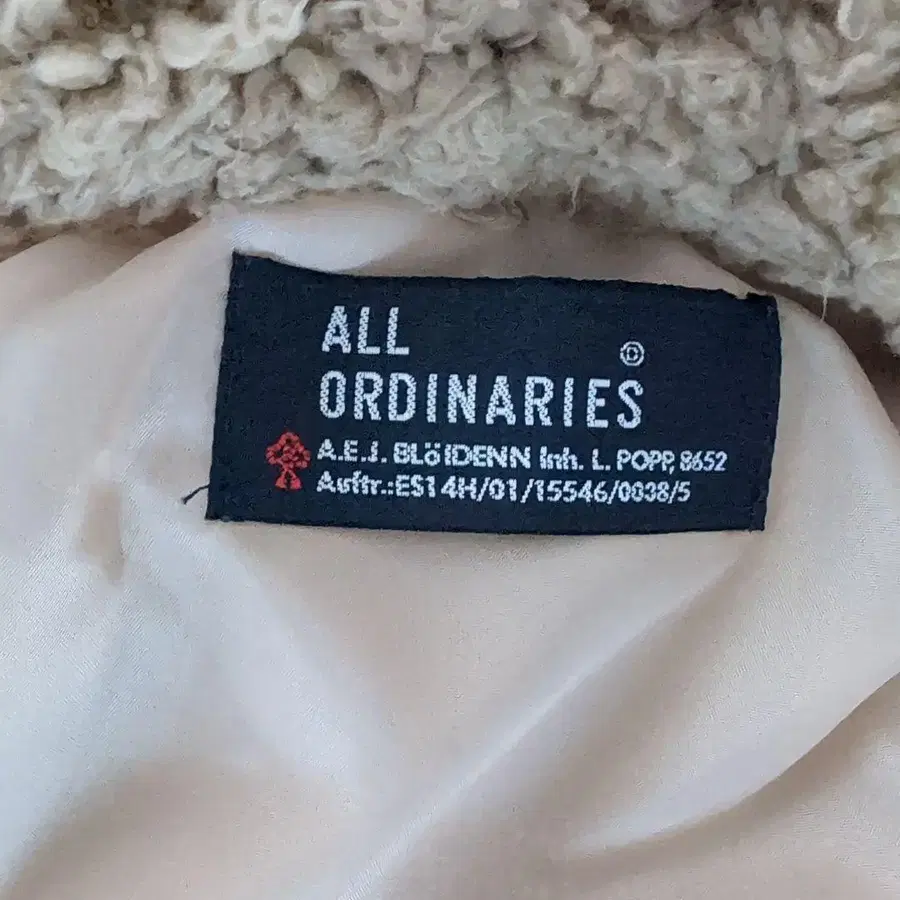 ALL
ORDINARIES
Ⓓ
A.E.J. BLöIDENN Inh. L. POPP, 8652
Auftr.:ES14H/01/15546/0038/5